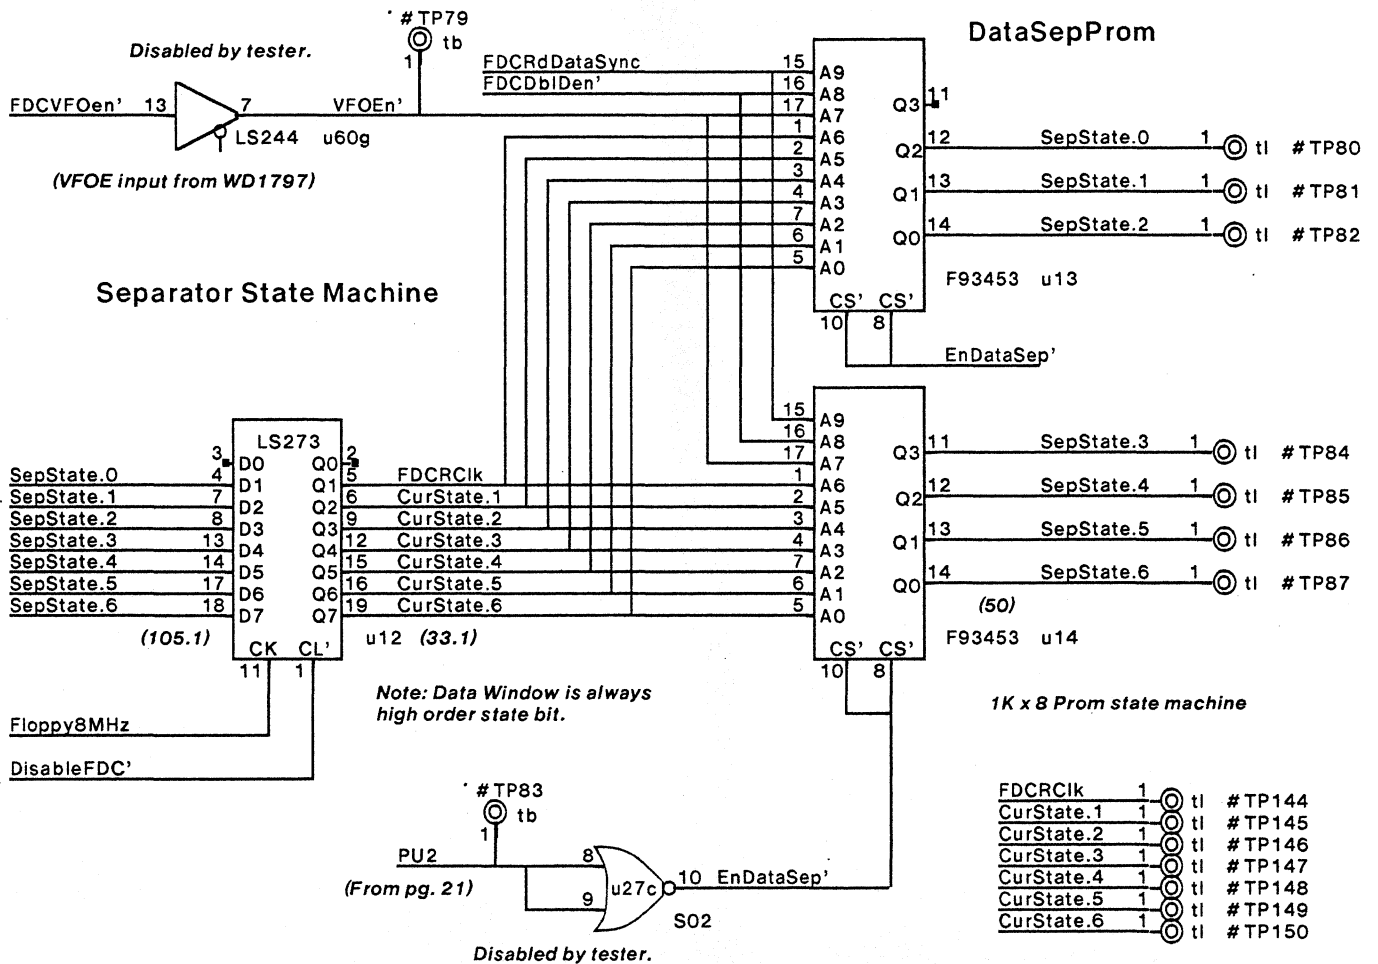 # TP79
tb
1
DataSepProm
Disabled by tester.
FDCVFOen' 13 7 VFOEn'
LS244 u60g
(VFOE input from WD1797)
FDCRdDataSync 15 A9
FDCDblDen' 16 A8
17 A7
1 A6
2 A5
3 A4
4 A3
7 A2
6 A1
5 A0
Q3 11
Q2 12 SepState.0 1 tl # TP80
Q1 13 SepState.1 1 tl # TP81
Q0 14 SepState.2 1 tl # TP82
F93453 u13
CS' CS'
10 8
EnDataSep'
Separator State Machine
LS273
3 D0 Q0 2
SepState.0 4 D1 Q1 5 FDCRClk
SepState.1 7 D2 Q2 6 CurState.1
SepState.2 8 D3 Q3 9 CurState.2
SepState.3 13 D4 Q4 12 CurState.3
SepState.4 14 D5 Q5 15 CurState.4
SepState.5 17 D6 Q6 16 CurState.5
SepState.6 18 D7 Q7 19 CurState.6
(105.1) u12 (33.1)
CK CL'
11 1
Floppy8MHz
DisableFDC'
15 A9
16 A8
17 A7
1 A6
2 A5
3 A4
4 A3
7 A2
6 A1
5 A0
Q3 11 SepState.3 1 tl # TP84
Q2 12 SepState.4 1 tl # TP85
Q1 13 SepState.5 1 tl # TP86
Q0 14 SepState.6 1 tl # TP87
(50)
F93453 u14
CS' CS'
10 8
Note: Data Window is always
high order state bit.
1K x 8 Prom state machine
# TP83
tb
1
PU2 8
(From pg. 21) 9
u27c 10 EnDataSep'
S02
Disabled by tester.
FDCRClk 1 tl # TP144
CurState.1 1 tl # TP145
CurState.2 1 tl # TP146
CurState.3 1 tl # TP147
CurState.4 1 tl # TP148
CurState.5 1 tl # TP149
CurState.6 1 tl # TP150